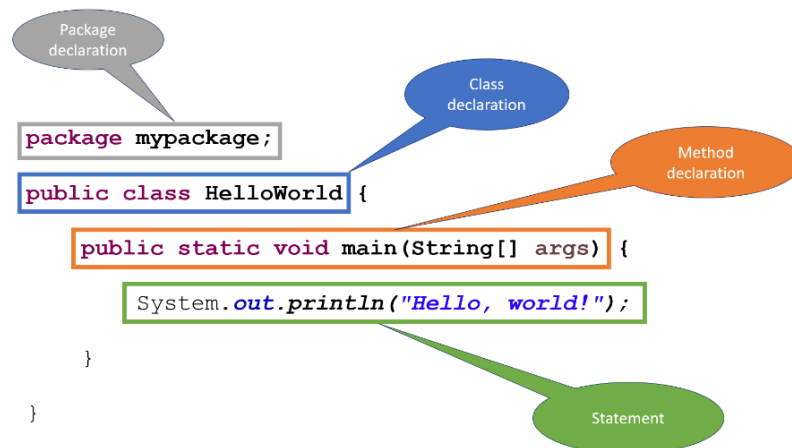 Package
declaration
Class
declaration
package mypackage;
Method
declaration
public class HelloWorld {
public static void main(String[] args) {
System.out.println("Hello, world!");
}
}
Statement